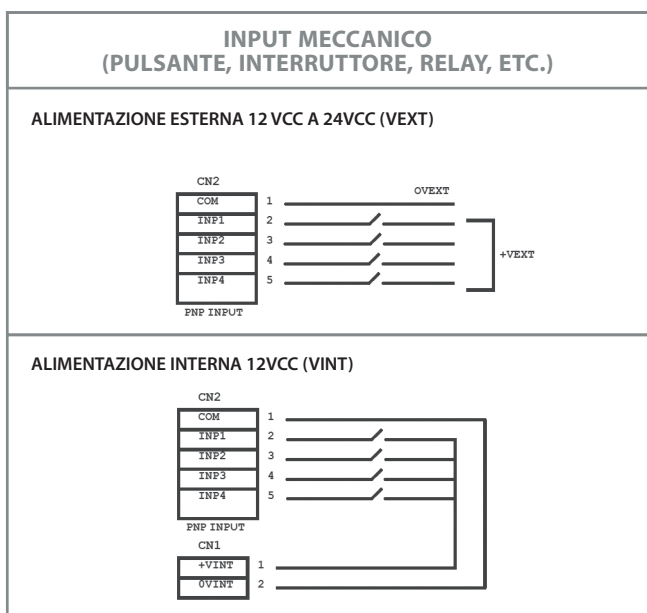 INPUT MECCANICO
(PULSANTE, INTERRUTTORE, RELAY, ETC.)
ALIMENTAZIONE ESTERNA 12 VCC A 24VCC (VEXT)
CN2
COM 1 OVEXT
INP1 2
INP2 3
INP3 4
INP4 5
+VEXT
PNP INPUT
ALIMENTAZIONE INTERNA 12VCC (VINT)
CN2
COM 1
INP1 2
INP2 3
INP3 4
INP4 5
PNP INPUT
CN1
+VINT 1
0VINT 2